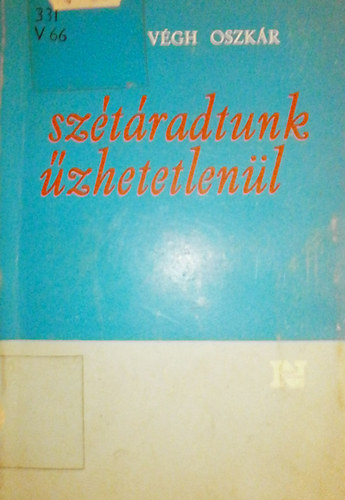 331
V 66
VÉGH OSZKÁR
szétáradtunk
űzhetetlenül
N